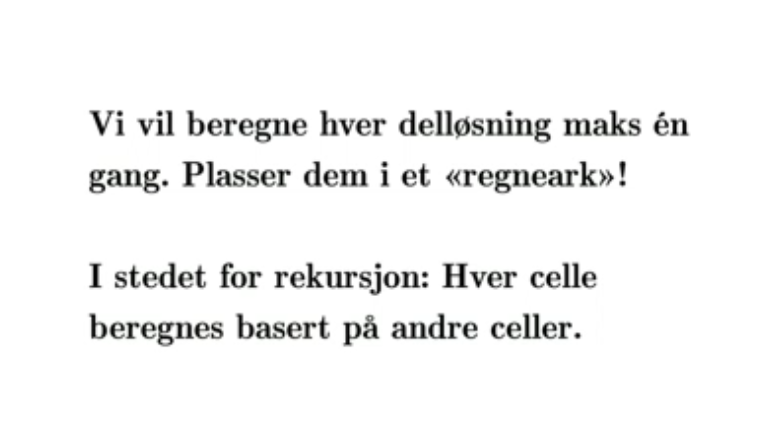 Vi vil beregne hver delløsning maks én
gang. Plasser dem i et «regneark»!
I stedet for rekursjon: Hver celle
beregnes basert på andre celler.